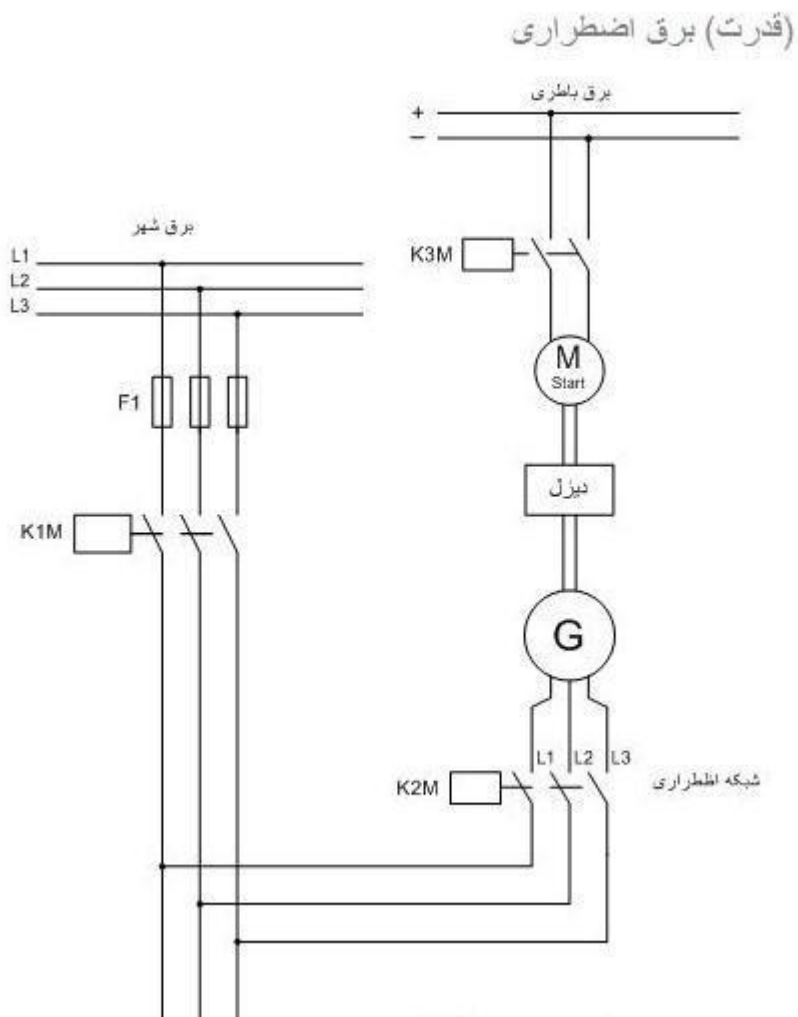 (قدرت) برق اضطراری
برق باطری
+
−
برق شهر
L1
L2
L3
K3M
M
Start
F1
دیزل
K1M
G
L1 L2 L3
K2M
شبکه اظطراری